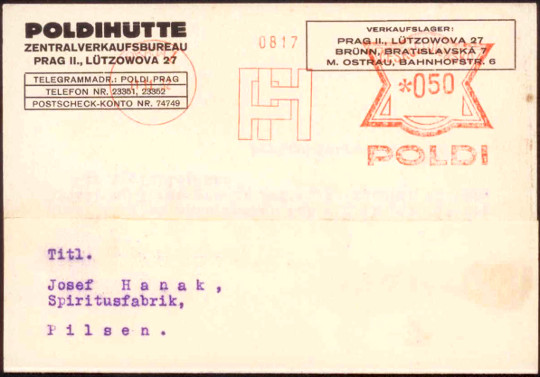 POLDIHÜTTE
ZENTRALVERKAUFSBUREAU
PRAG II., LÜTZOWOVA 27
TELEGRAMMADR.: POLDI PRAG
TELEFON NR. 23351, 23352
POSTSCHECK-KONTO NR. 74749
0817
VERKAUFSLAGER:
PRAG II., LÜTZOWOVA 27
BRÜNN, BRATISLAVSKÁ 7
M. OSTRAU, BAHNHOFSTR. 6
*050
POLDI
Titl.
Josef Hanak,
Spiritusfabrik,
Pilsen.